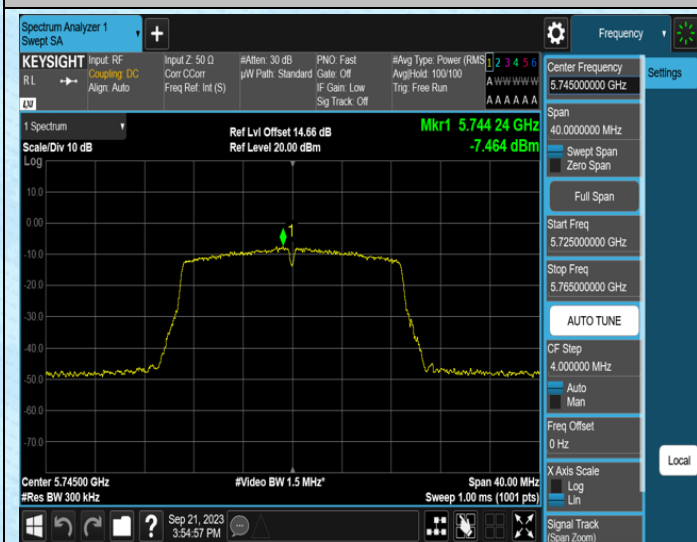 Spectrum Analyzer 1
Swept SA
+
Frequency
KEYSIGHT
RL
LXI
Input: RF
Coupling: DC
Align: Auto
Input Z: 50 Ω
Corr CCorr
Freq Ref: Int (S)
#Atten: 30 dB
µW Path: Standard
PNO: Fast
Gate: Off
IF Gain: Low
Sig Track: Off
#Avg Type: Power (RMS
Avg|Hold: 100/100
Trig: Free Run
1 2 3 4 5 6
A W W W W W
A A A A A A
Center Frequency
5.745000000 GHz
Settings
Span
40.0000000 MHz
Swept Span
Zero Span
Full Span
Start Freq
5.725000000 GHz
Stop Freq
5.765000000 GHz
AUTO TUNE
CF Step
4.000000 MHz
Auto
Man
Freq Offset
0 Hz
X Axis Scale
Log
Lin
Local
Signal Track
(Span Zoom)
1 Spectrum
Scale/Div 10 dB
Log
Ref Lvl Offset 14.66 dB
Ref Level 20.00 dBm
Mkr1 5.744 24 GHz
-7.464 dBm
10.0
0.00
1
-10.0
-20.0
-30.0
-40.0
-50.0
-60.0
-70.0
Center 5.74500 GHz
#Res BW 300 kHz
#Video BW 1.5 MHz*
Span 40.00 MHz
Sweep 1.00 ms (1001 pts)
?
Sep 21, 2023
3:54:57 PM